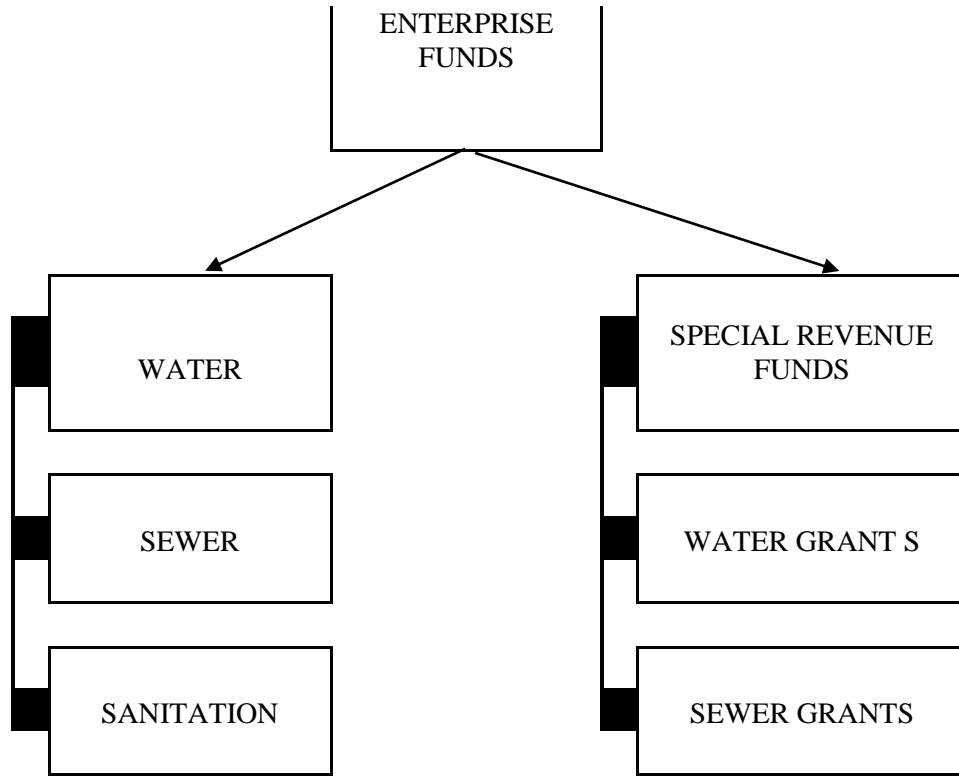 ENTERPRISE
FUNDS
WATER
SEWER
SANITATION
SPECIAL REVENUE
FUNDS
WATER GRANT S
SEWER GRANTS